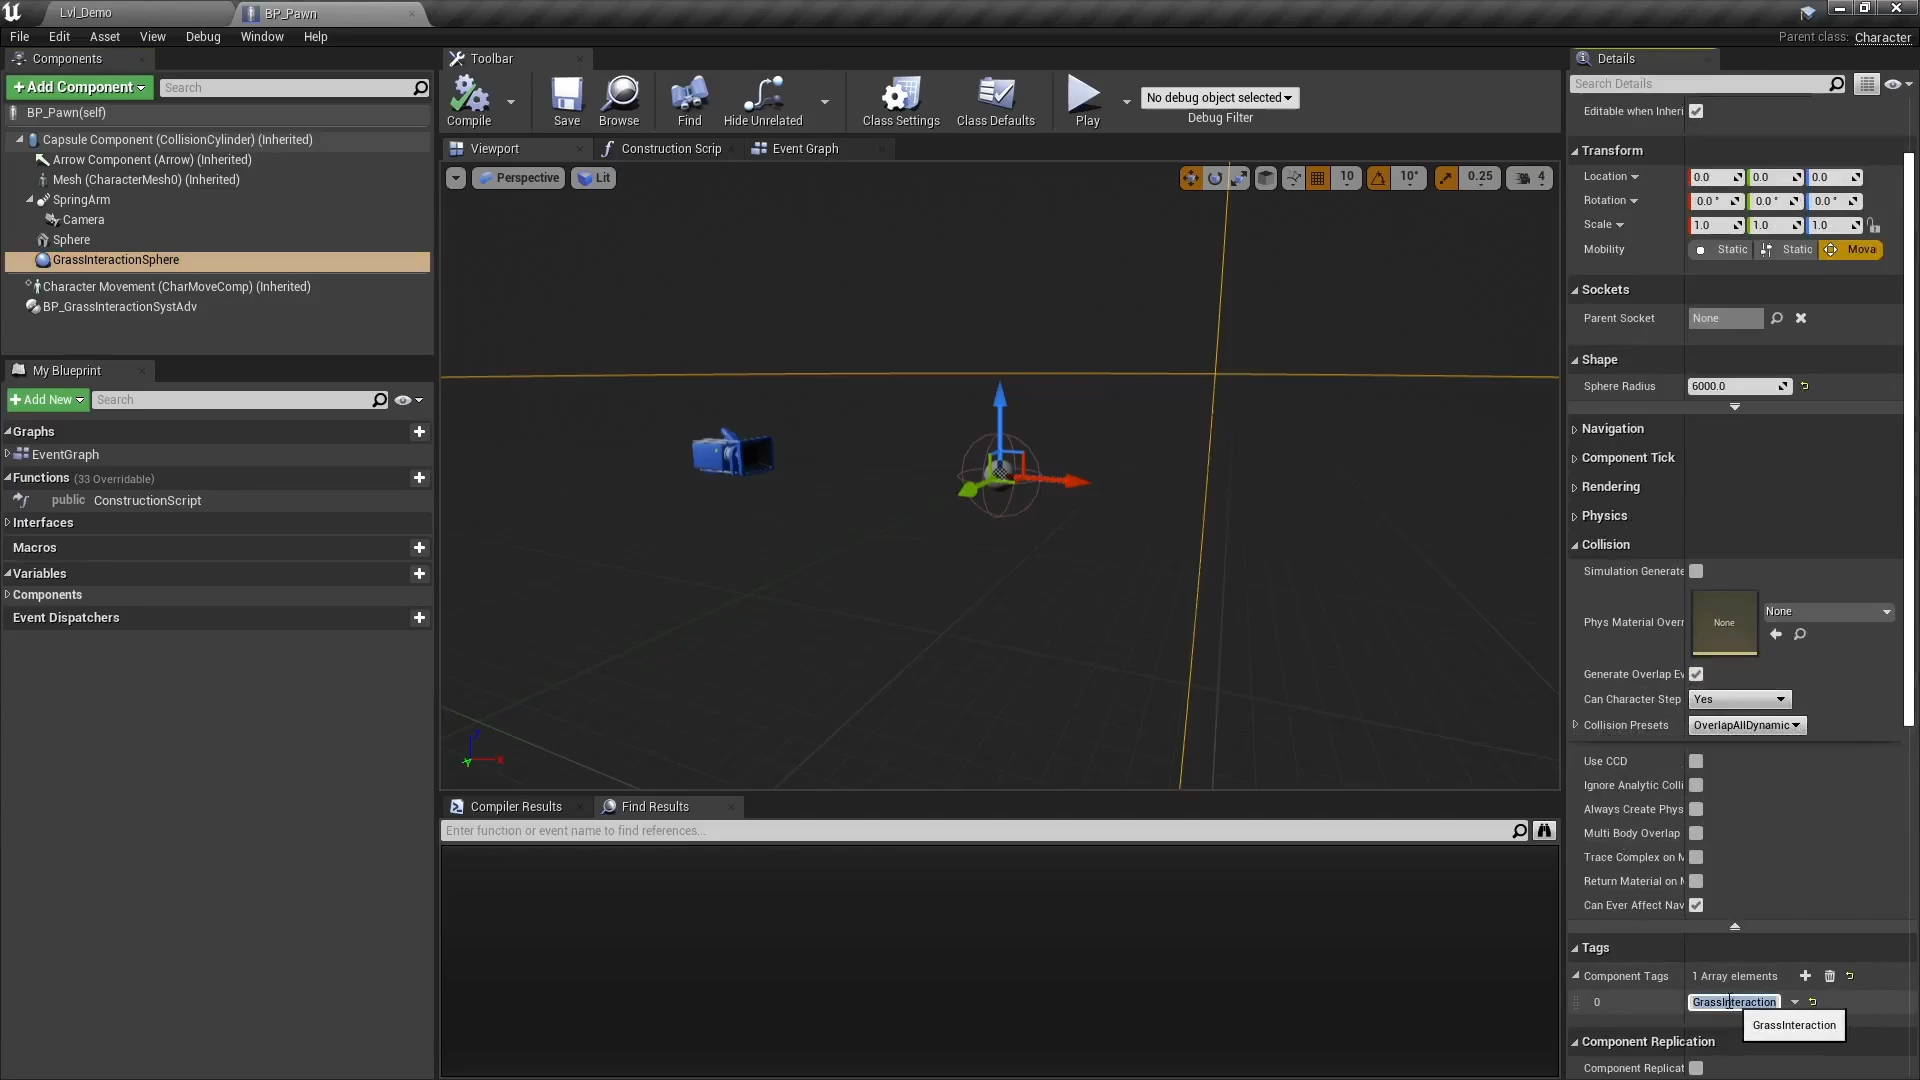 Lvl_Demo
BP_Pawn
File Edit Asset View Debug Window Help
Parent class: Character
Components
+ Add Component
Search
BP_Pawn(self)
Capsule Component (CollisionCylinder) (Inherited)
Arrow Component (Arrow) (Inherited)
Mesh (CharacterMesh0) (Inherited)
SpringArm
Camera
Sphere
GrassInteractionSphere
Character Movement (CharMoveComp) (Inherited)
BP_GrassInteractionSystAdv
My Blueprint
+ Add New
Search
Graphs
EventGraph
Functions (33 Overridable)
public ConstructionScript
Interfaces
Macros
Variables
Components
Event Dispatchers
Toolbar
Compile
Save
Browse
Find
Hide Unrelated
Class Settings
Class Defaults
Play
No debug object selected
Debug Filter
Viewport
Construction Scrip
Event Graph
Perspective
Lit
10
10°
0.25
4
Z
X
Y
Compiler Results
Find Results
Enter function or event name to find references...
Details
Search Details
Editable when Inheri
Transform
Location 0.0 0.0 0.0
Rotation 0.0 ° 0.0 ° 0.0 °
Scale 1.0 1.0 1.0
Mobility Static Static Mova
Sockets
Parent Socket None
Shape
Sphere Radius 6000.0
Navigation
Component Tick
Rendering
Physics
Collision
Simulation Generate
Phys Material Overr None None
Generate Overlap Ev
Can Character Step Yes
Collision Presets OverlapAllDynamic
Use CCD
Ignore Analytic Colli
Always Create Phys
Multi Body Overlap
Trace Complex on M
Return Material on M
Can Ever Affect Nav
Tags
Component Tags 1 Array elements
0 GrassInteraction
GrassInteraction
Component Replication
Component Replicat